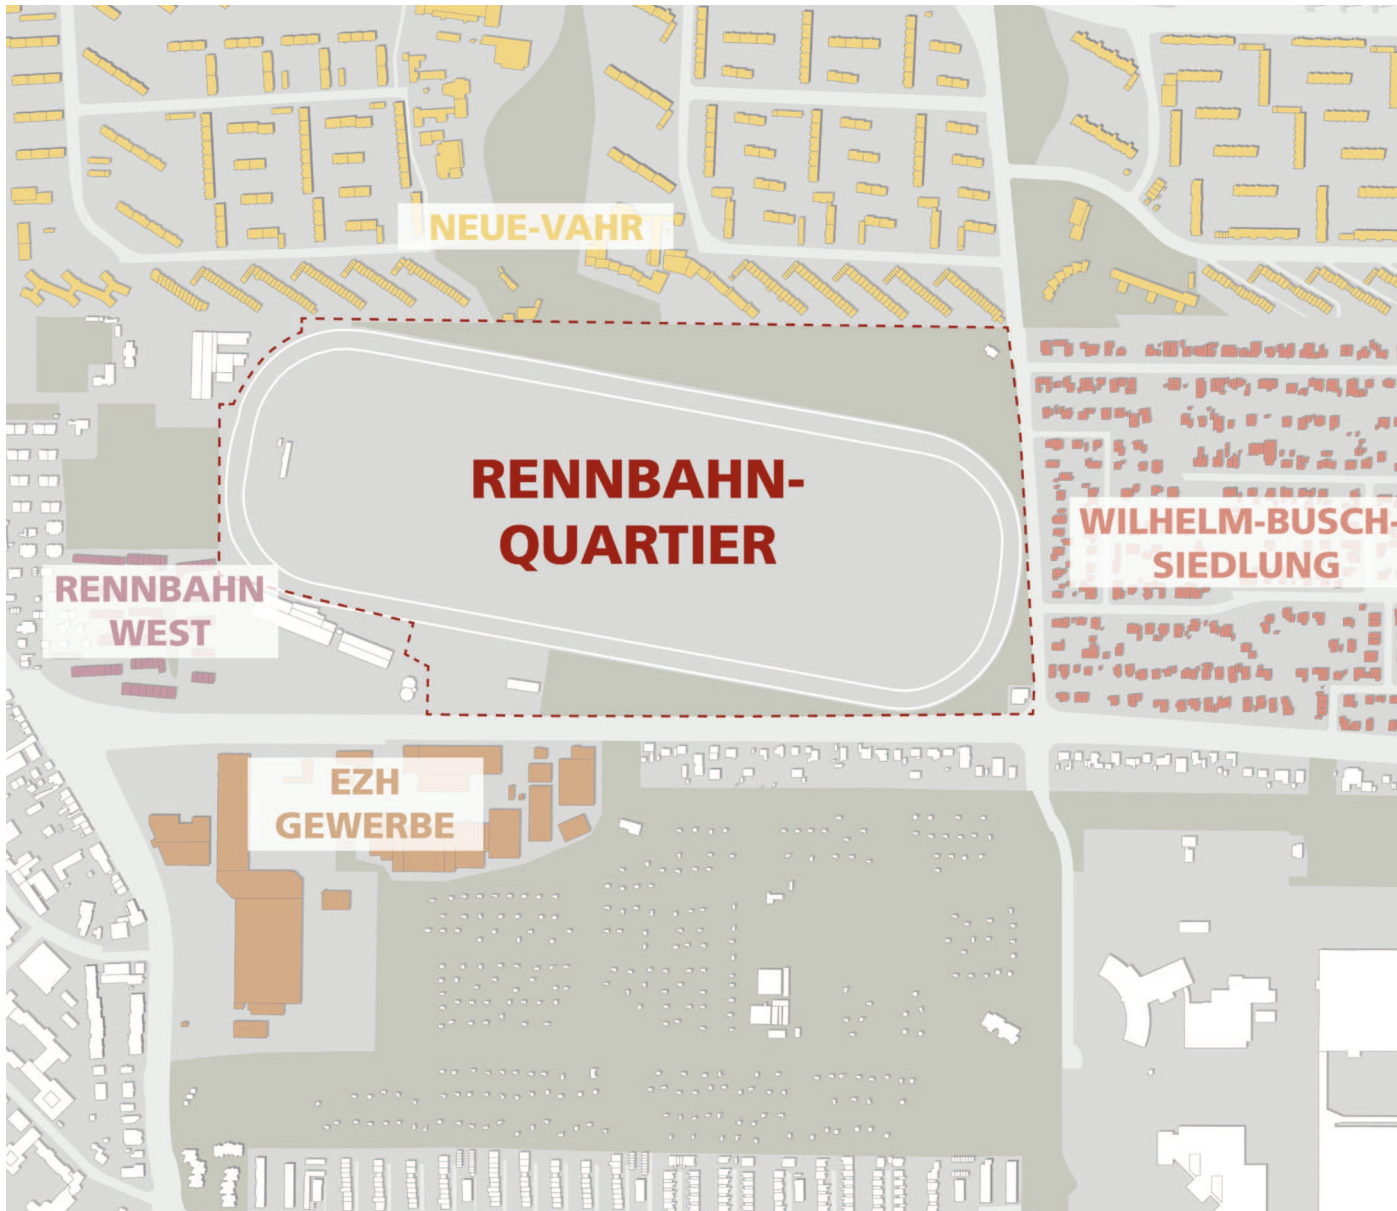 NEUE-VAHR
RENNBAHN-
QUARTIER
WILHELM-BUSCH-
SIEDLUNG
RENNBAHN
WEST
EZH
GEWERBE